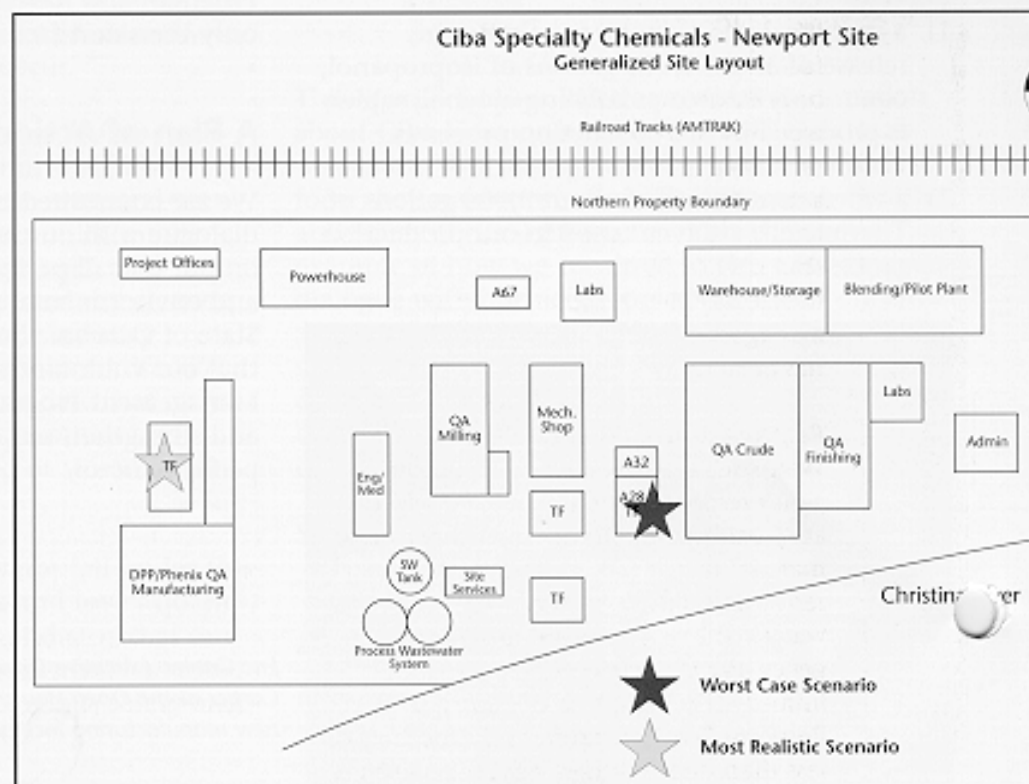 Ciba Specialty Chemicals - Newport Site
Generalized Site Layout
Railroad Tracks (AMTRAK)
Northern Property Boundary
Project Offices
Powerhouse
A67
Labs
Warehouse/Storage
Blending/Pilot Plant
TF
DPP/Phenix QA
Manufacturing
Eng/
Med
QA
Milling
Mech.
Shop
TF
A32
A28
QA Crude
QA
Finishing
Labs
Admin
SW
Tank
Site
Services
TF
Process Wastewater
System
Worst Case Scenario
Most Realistic Scenario